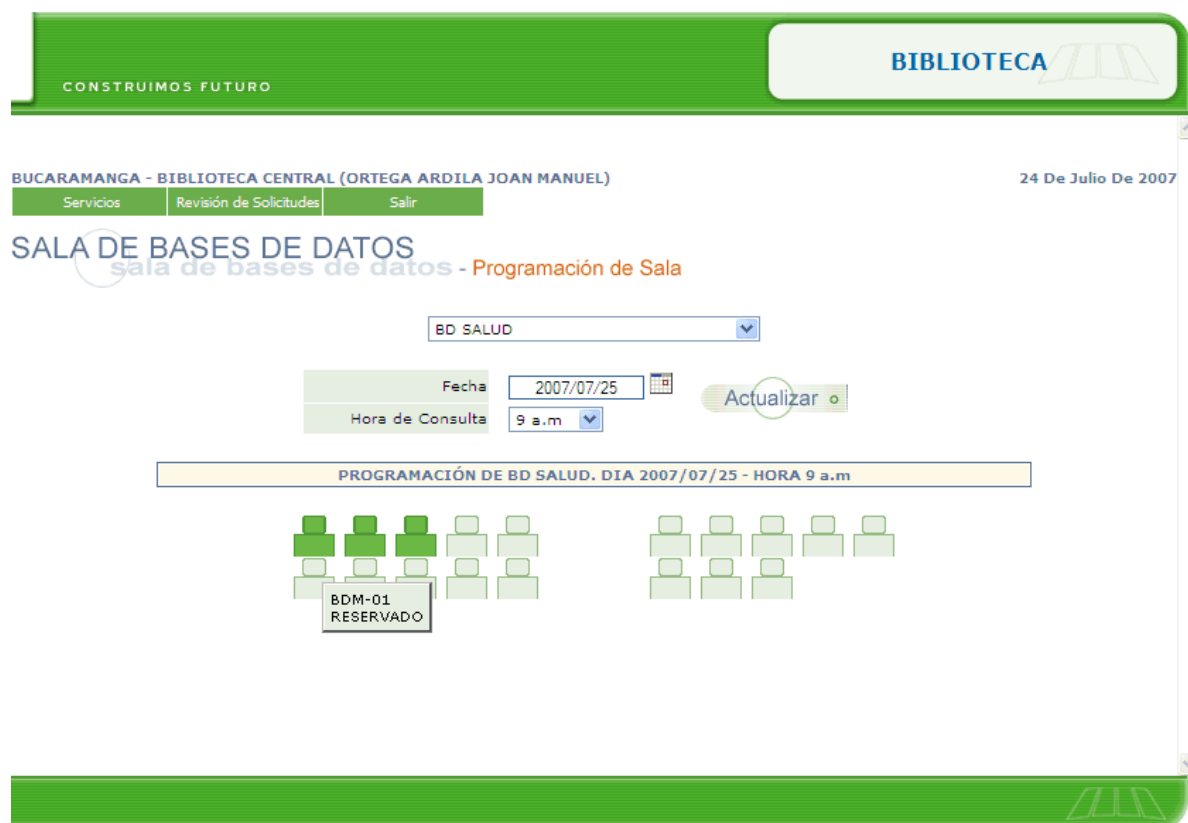 CONSTRUIMOS FUTURO
BIBLIOTECA
BUCARAMANGA - BIBLIOTECA CENTRAL (ORTEGA ARDILA JOAN MANUEL)
24 De Julio De 2007
Servicios
Revisión de Solicitudes
Salir
SALA DE BASES DE DATOS
sala de bases de datos - Programación de Sala
BD SALUD
Fecha
2007/07/25
Actualizar
Hora de Consulta
9 a.m
PROGRAMACIÓN DE BD SALUD. DIA 2007/07/25 - HORA 9 a.m
BDM-01
RESERVADO